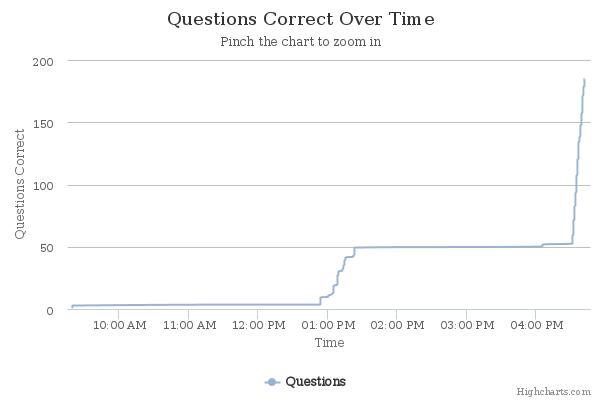 Questions Correct Over Time
Pinch the chart to zoom in
Questions Correct
200
150
100
50
0
10:00 AM 11:00 AM 12:00 PM 01:00 PM 02:00 PM 03:00 PM 04:00 PM
Time
Questions
Highcharts.com